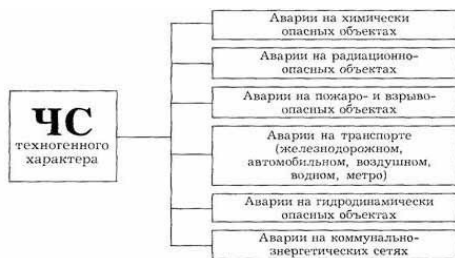 ЧС
техногенного
характера
Аварии на химически
опасных объектах
Аварии на радиационно-
опасных объектах
Аварии на пожаро- и взрыво-
опасных объектах
Аварии на транспорте
(железнодорожном,
автомобильном, воздушном,
водном, метро)
Аварии на гидродинамически
опасных объектах
Аварии на коммунально-
энергетических сетях